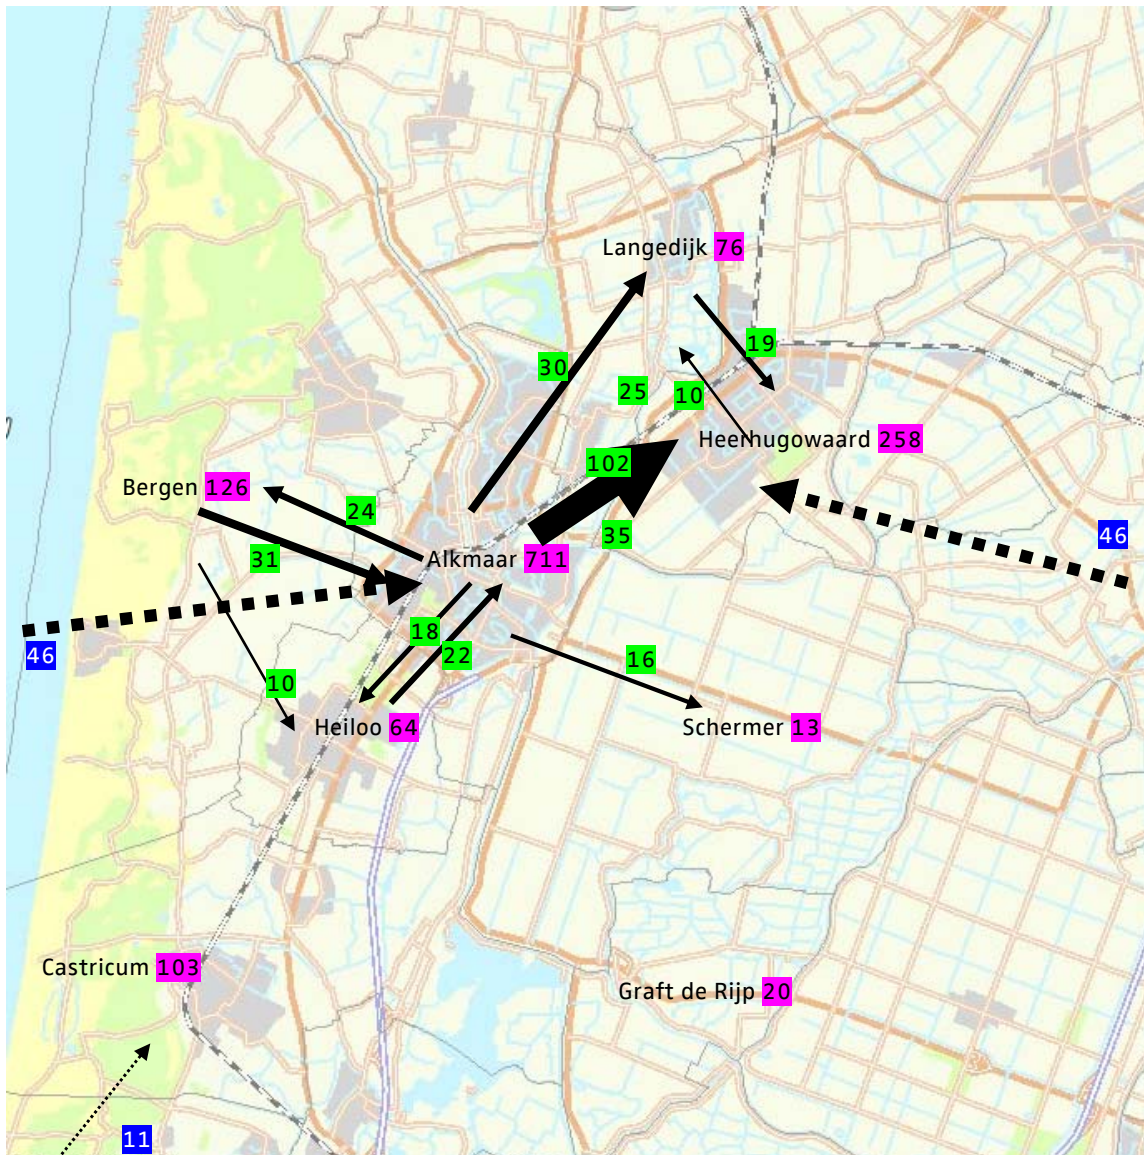 Langedijk 76
19
30
25
10
Heerhugowaard 258
102
Bergen 126
24
35
46
31
Alkmaar 711
46
18
22
16
10
Heiloo 64
Schermer 13
Castricum 103
Graft de Rijp 20
11